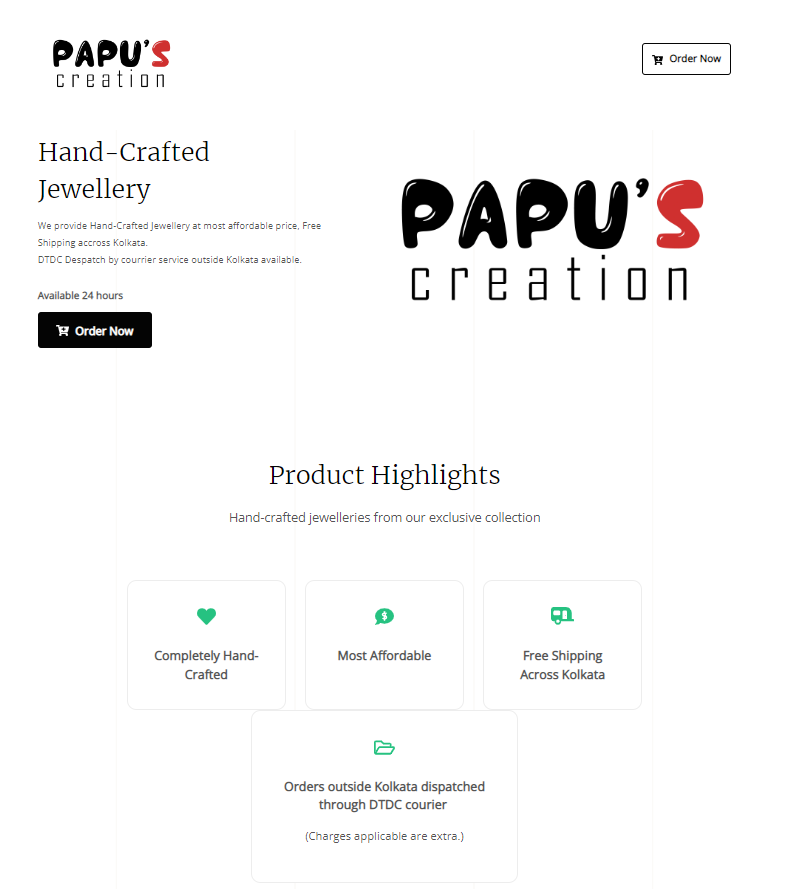 PAPU'S
creation
Order Now
Hand-Crafted
Jewellery
We provide Hand-Crafted Jewellery at most affordable price, Free
Shipping accross Kolkata.
DTDC Despatch by courrier service outside Kolkata available.
Available 24 hours
Order Now
PAPU'S
creation
Product Highlights
Hand-crafted jewelleries from our exclusive collection
Completely Hand-
Crafted
Most Affordable
Free Shipping
Across Kolkata
Orders outside Kolkata dispatched
through DTDC courier
(Charges applicable are extra.)